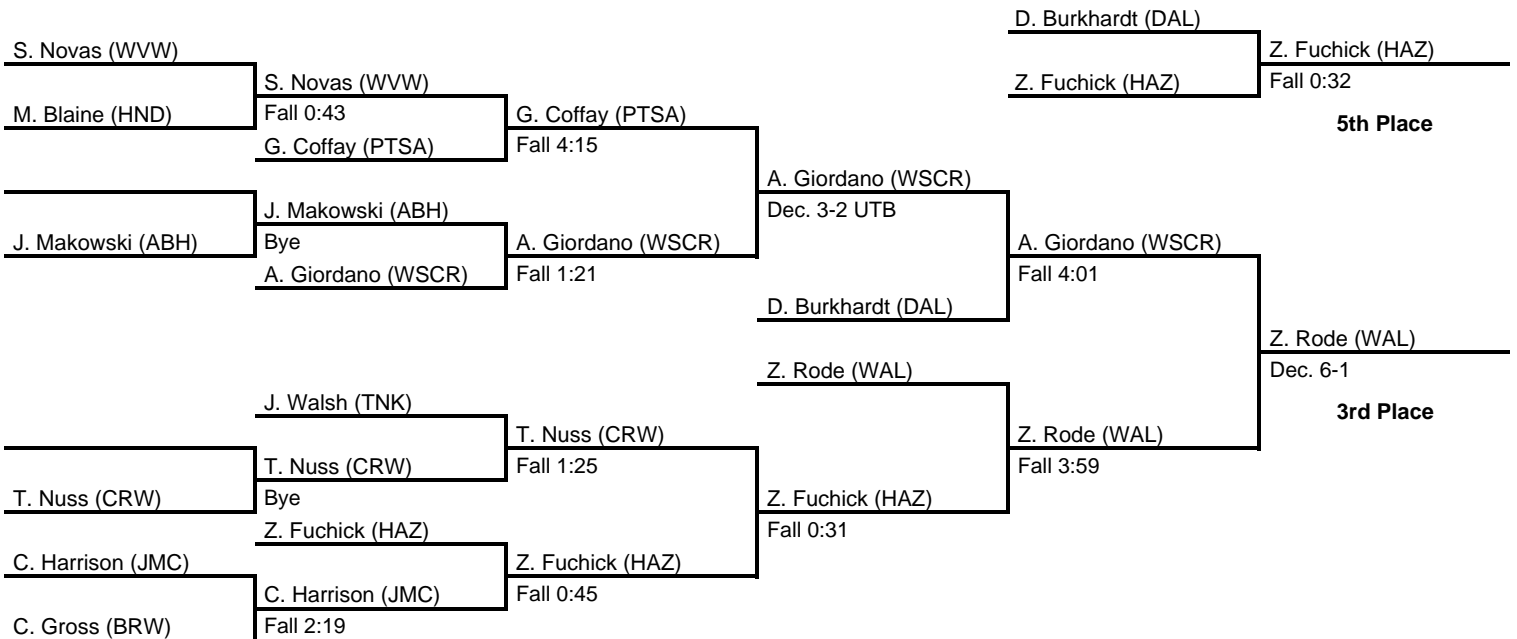 D. Burkhardt (DAL)
S. Novas (WVW)
Z. Fuchick (HAZ)
S. Novas (WVW)
Z. Fuchick (HAZ)
Fall 0:32
M. Blaine (HND)
Fall 0:43
G. Coffay (PTSA)
5th Place
G. Coffay (PTSA)
Fall 4:15
A. Giordano (WSCR)
J. Makowski (ABH)
Dec. 3-2 UTB
J. Makowski (ABH)
Bye
A. Giordano (WSCR)
A. Giordano (WSCR)
A. Giordano (WSCR)
Fall 1:21
Fall 4:01
D. Burkhardt (DAL)
Z. Rode (WAL)
Z. Rode (WAL)
Dec. 6-1
J. Walsh (TNK)
3rd Place
T. Nuss (CRW)
Z. Rode (WAL)
T. Nuss (CRW)
Fall 1:25
Fall 3:59
T. Nuss (CRW)
Bye
Z. Fuchick (HAZ)
Z. Fuchick (HAZ)
Fall 0:31
C. Harrison (JMC)
Z. Fuchick (HAZ)
C. Harrison (JMC)
Fall 0:45
C. Gross (BRW)
Fall 2:19